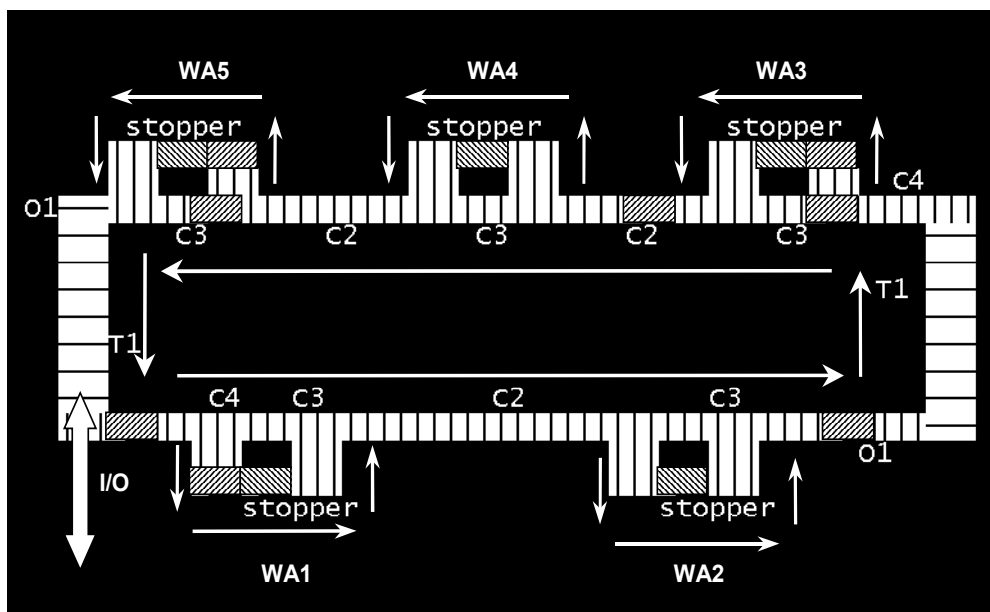 WA5 WA4 WA3
stopper stopper stopper
C4
O1
C3 C2 C3 C2 C3
T1
T1
C4 C3 C2 C3
O1
I/O
stopper stopper
WA1 WA2